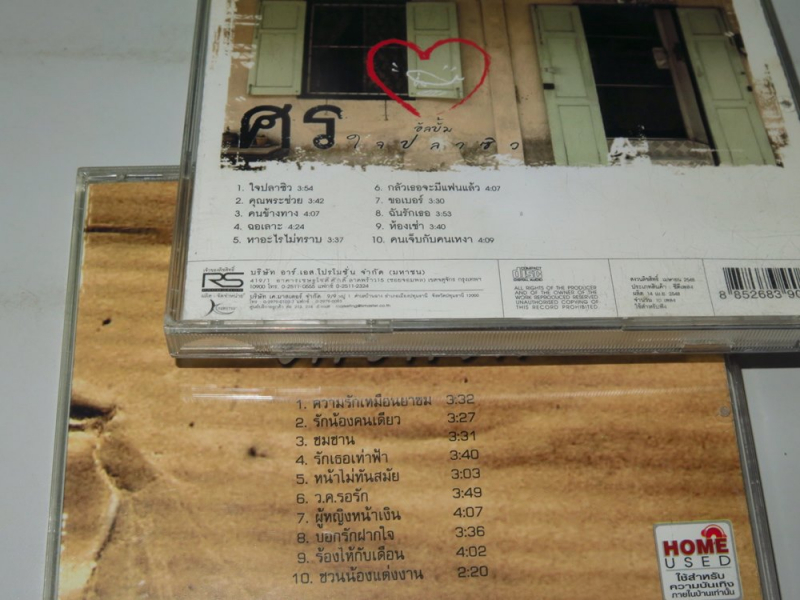 ศร
อัลบั้ม
ใจปลาซิว
1. ใจปลาซิว 3:54
2. คุณพระช่วย 3:42
3. คนข้างทาง 4:07
4. ฉอเลาะ 4:24
5. หาอะไรไม่ทราบ 3:37
6. กลัวเธอจะมีแฟนแล้ว 4:07
7. ขอเบอร์ 3:30
8. ฉันรักเธอ 3:53
9. ห้องเช่า 3:40
10. คนเจ็บกับคนเหงา 4:09
RS
บริษัท อาร์.เอส.โปรโมชั่น จำกัด (มหาชน)
COMPACT
disc
DIGITAL AUDIO
ALL RIGHTS OF THE PRODUCER
AND OF THE OWNER OF THE
WORK REPRODUCED RESERVED
UNAUTHORISED COPYING OF
THIS RECORD PROHIBITED.
8 852683
1. ความรักเหมือนยาขม 3:32
2. รักน้องคนเดียว 3:27
3. ซมซาน 3:31
4. รักเธอเท่าฟ้า 3:40
5. หน้าไม่ทันสมัย 3:03
6. ว.ค.รอรัก 3:49
7. ผู้หญิงหน้าเงิน 4:07
8. บอกรักฝากใจ 3:36
9. ร้องไห้กับเดือน 4:02
10. ชวนน้องแต่งงาน 2:20
HOME
USED
ใช้สำหรับ
ความบันเทิง
ภายในบ้านเท่านั้น